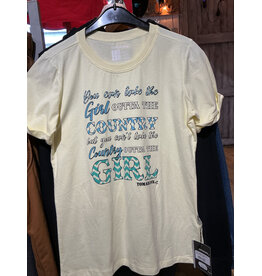 You can take the
Girl OUTTA THE
COUNTRY
but you can't take the
Country OUTTA THE
GIRL